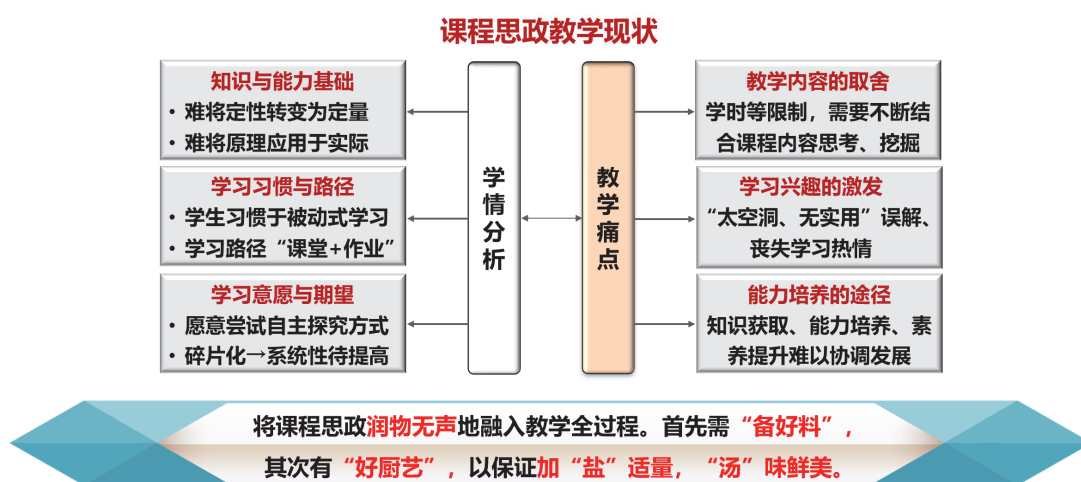 课程思政教学现状
知识与能力基础
• 难将定性转变为定量
• 难将原理应用于实际
学习习惯与路径
• 学生习惯于被动式学习
• 学习路径“课堂+作业”
学习意愿与期望
• 愿意尝试自主探究方式
• 碎片化→系统性待提高
学情分析
教学痛点
教学内容的取舍
学时等限制，需要不断结
合课程内容思考、挖掘
学习兴趣的激发
“太空洞、无实用”误解、
丧失学习热情
能力培养的途径
知识获取、能力培养、素
养提升难以协调发展
将课程思政润物无声地融入教学全过程。首先需“备好料”，
其次有“好厨艺”，以保证加“盐”适量，“汤”味鲜美。